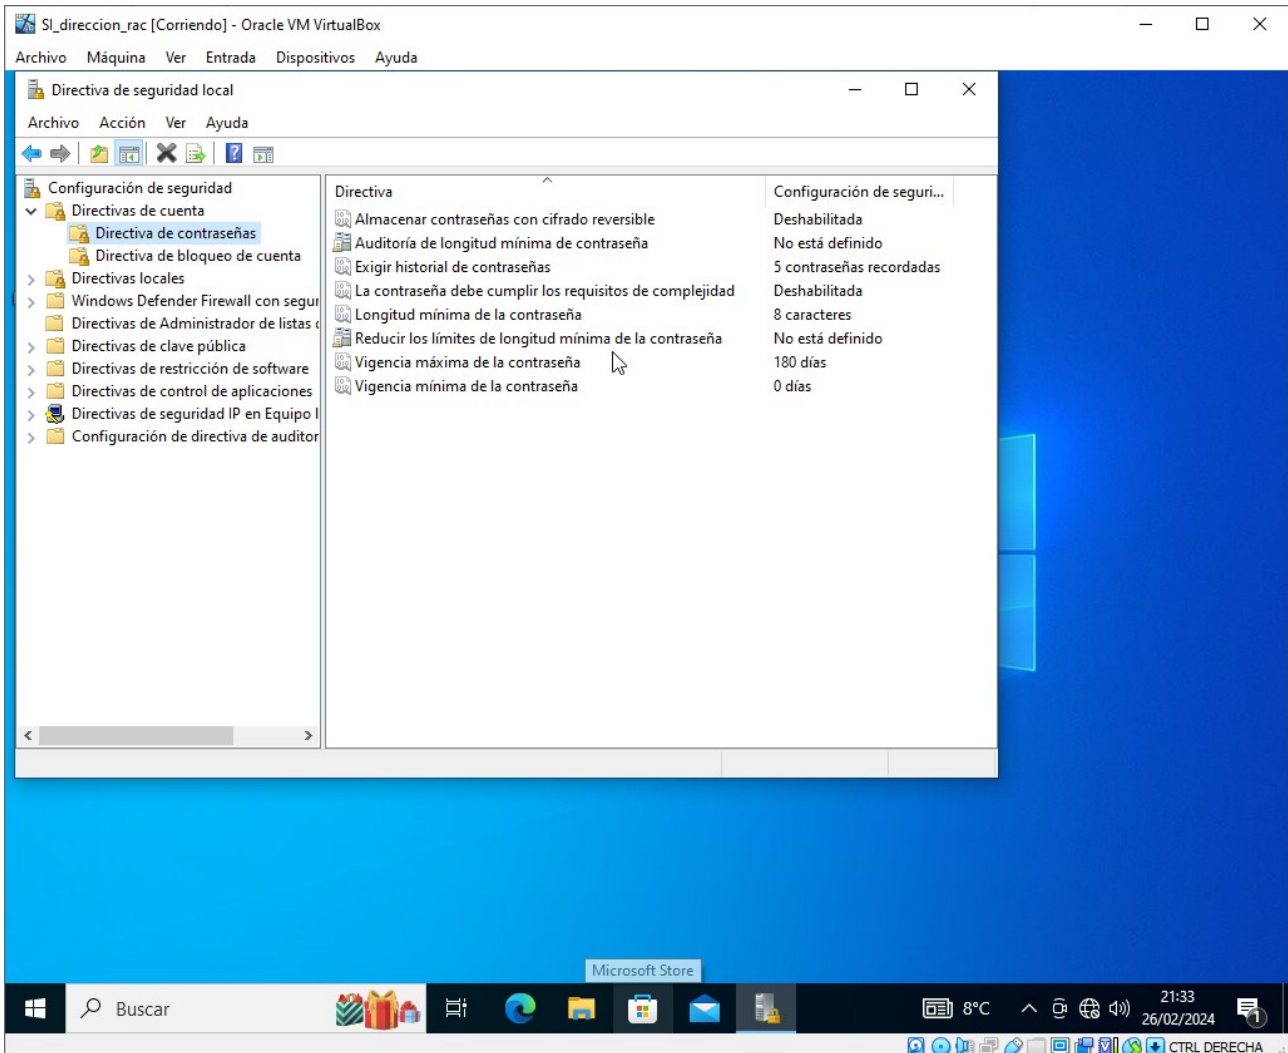 SI_direccion_rac [Corriendo] - Oracle VM VirtualBox
Archivo Máquina Ver Entrada Dispositivos Ayuda
Directiva de seguridad local
Archivo Acción Ver Ayuda
Configuración de seguridad
Directivas de cuenta
Directiva de contraseñas
Directiva de bloqueo de cuenta
Directivas locales
Windows Defender Firewall con segur
Directivas de Administrador de listas
Directivas de clave pública
Directivas de restricción de software
Directivas de control de aplicaciones
Directivas de seguridad IP en Equipo l
Configuración de directiva de auditor
Directiva Configuración de seguri...
Almacenar contraseñas con cifrado reversible Deshabilitada
Auditoría de longitud mínima de contraseña No está definido
Exigir historial de contraseñas 5 contraseñas recordadas
La contraseña debe cumplir los requisitos de complejidad Deshabilitada
Longitud mínima de la contraseña 8 caracteres
Reducir los límites de longitud mínima de la contraseña No está definido
Vigencia máxima de la contraseña 180 días
Vigencia mínima de la contraseña 0 días
Microsoft Store
Buscar
8°C
21:33
26/02/2024
1
CTRL DERECHA